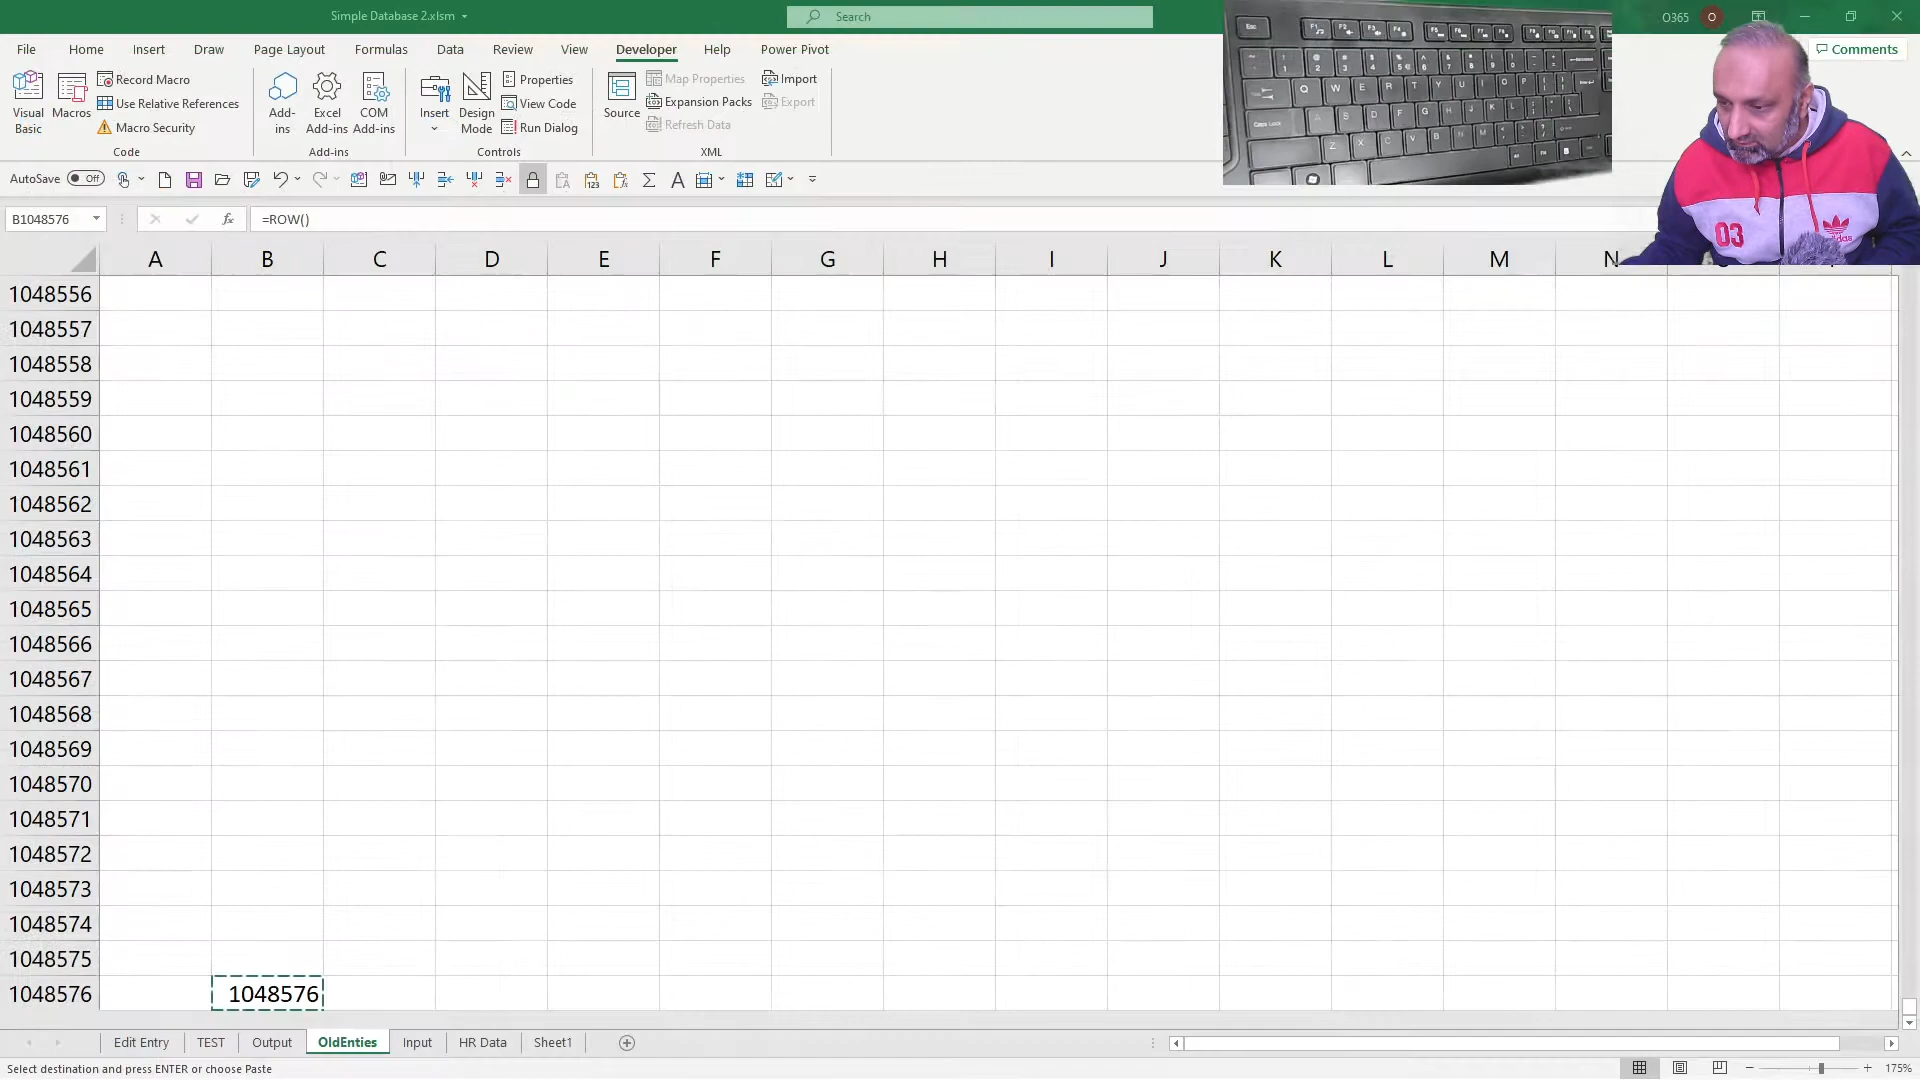 Simple Database 2.xlsm
Search
O365
O
File Home Insert Draw Page Layout Formulas Data Review View Developer Help Power Pivot
Comments
Visual Basic
Macros
Record Macro
Use Relative References
Macro Security
Code
Add-ins
Excel Add-ins
COM Add-ins
Add-ins
Insert
Design Mode
Properties
View Code
Run Dialog
Controls
Source
Map Properties
Expansion Packs
Refresh Data
Import
Export
XML
AutoSave Off
B1048576
fx
=ROW()
A B C D E F G H I J K L M N
1048556
1048557
1048558
1048559
1048560
1048561
1048562
1048563
1048564
1048565
1048566
1048567
1048568
1048569
1048570
1048571
1048572
1048573
1048574
1048575
1048576 1048576
Edit Entry TEST Output OldEnties Input HR Data Sheet1
Select destination and press ENTER or choose Paste
175%
03
adidas